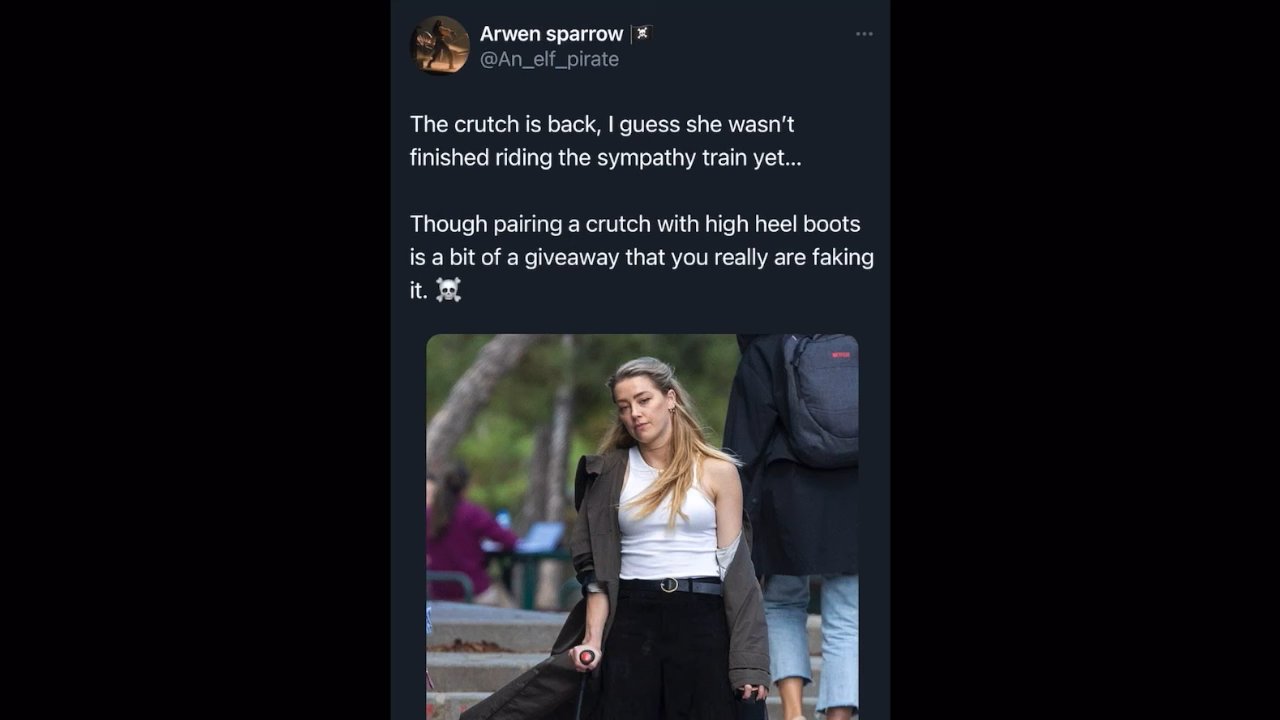 Arwen sparrow 🏴‍☠️
@An_elf_pirate
The crutch is back, I guess she wasn’t
finished riding the sympathy train yet...
Though pairing a crutch with high heel boots
is a bit of a giveaway that you really are faking
it. ☠️